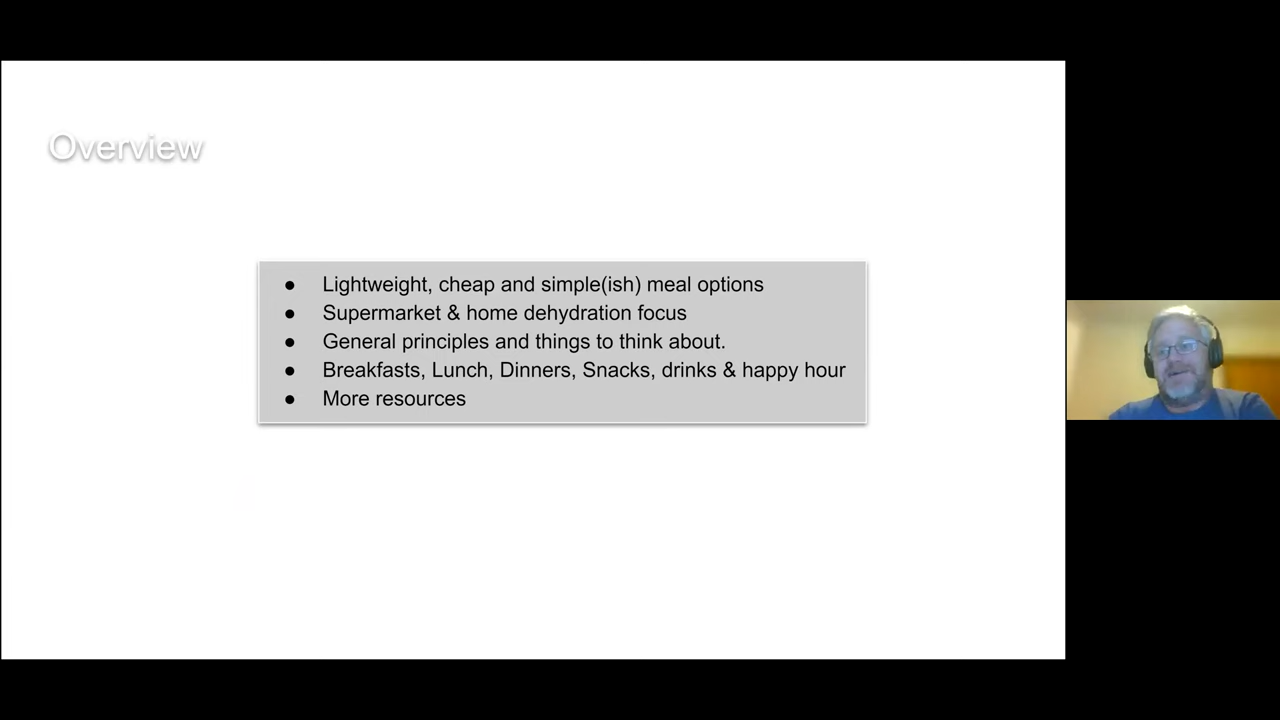 Overview
● Lightweight, cheap and simple(ish) meal options
● Supermarket & home dehydration focus
● General principles and things to think about.
● Breakfasts, Lunch, Dinners, Snacks, drinks & happy hour
● More resources